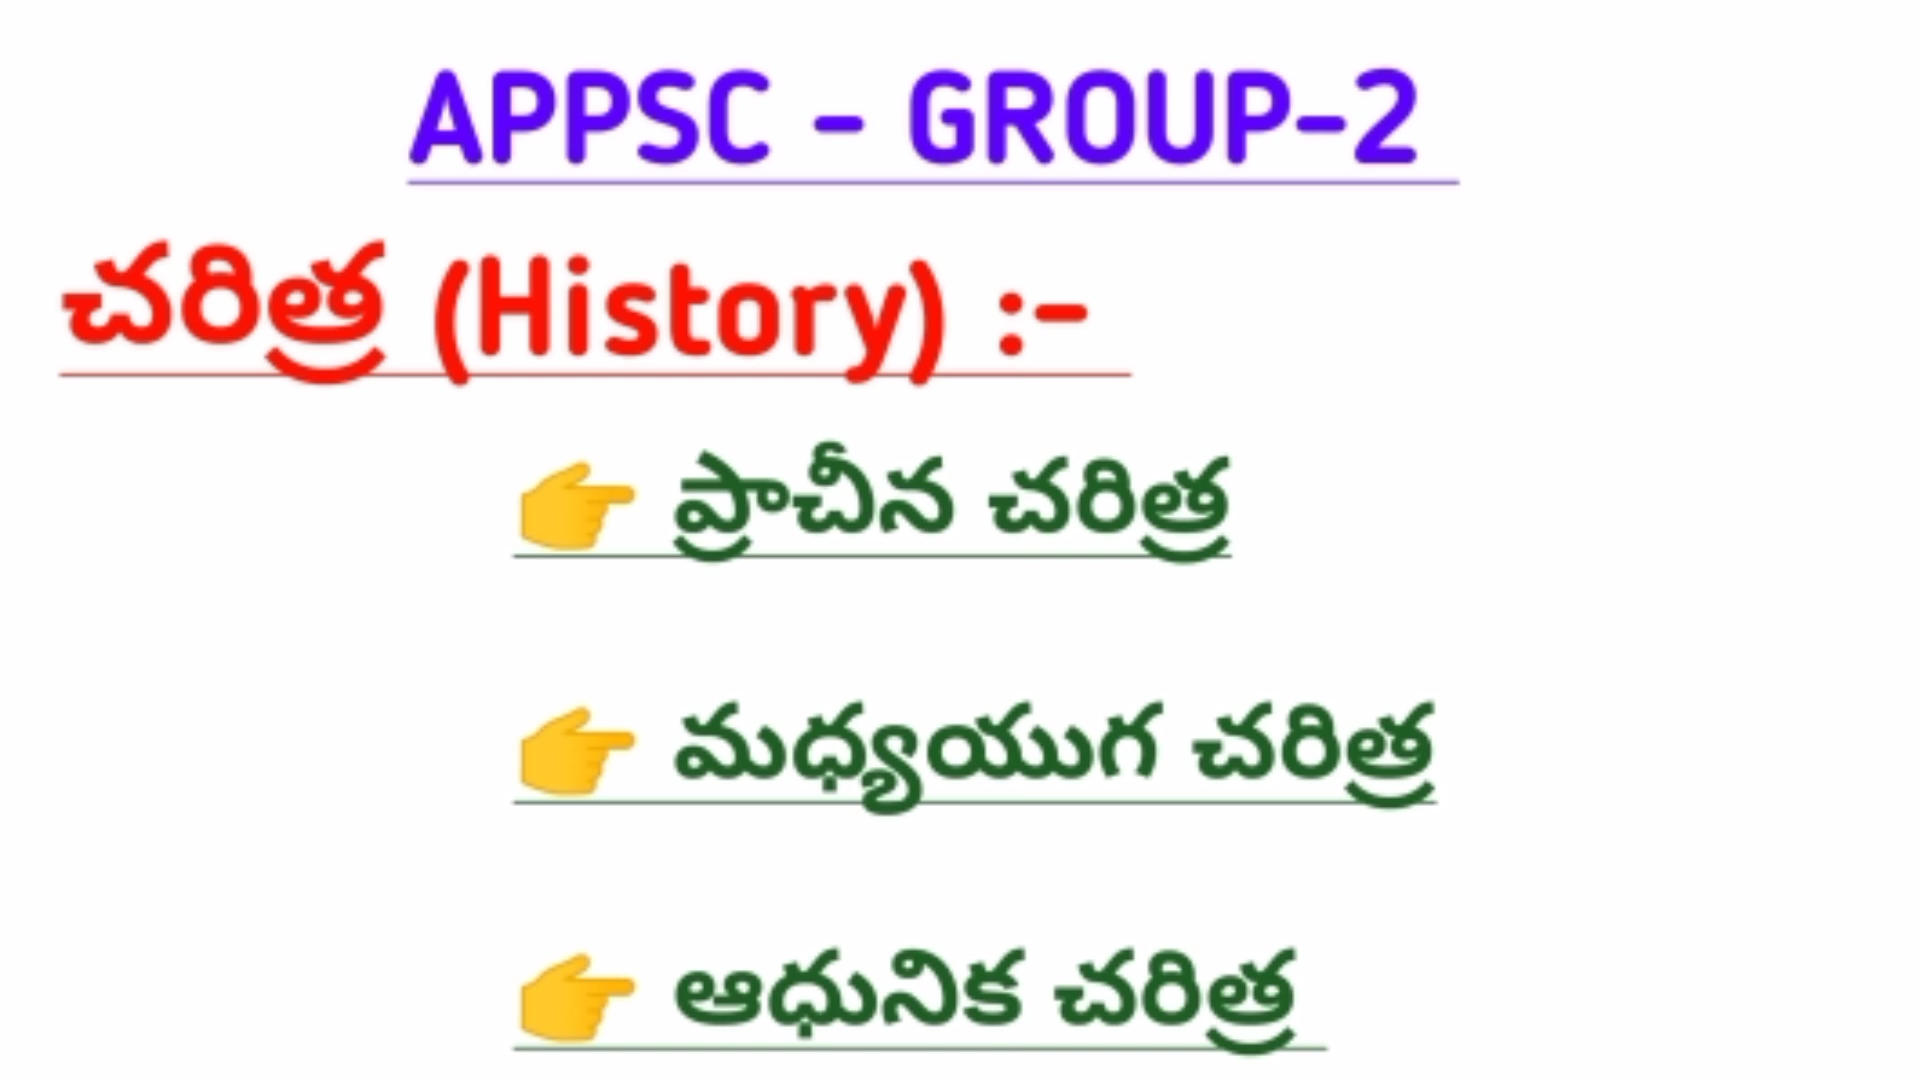 APPSC - GROUP-2
చరిత్ర (History) :-
👉 ప్రాచీన చరిత్ర
👉 మధ్యయుగ చరిత్ర
👉 ఆధునిక చరిత్ర